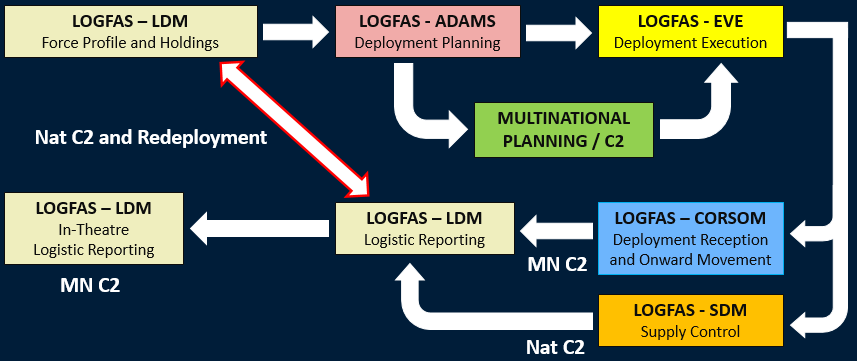 LOGFAS – LDM
Force Profile and Holdings
LOGFAS - ADAMS
Deployment Planning
LOGFAS - EVE
Deployment Execution
MULTINATIONAL
PLANNING / C2
Nat C2 and Redeployment
LOGFAS – LDM
In-Theatre
Logistic Reporting
MN C2
LOGFAS – LDM
Logistic Reporting
LOGFAS – CORSOM
Deployment Reception
and Onward Movement
MN C2
LOGFAS - SDM
Supply Control
Nat C2